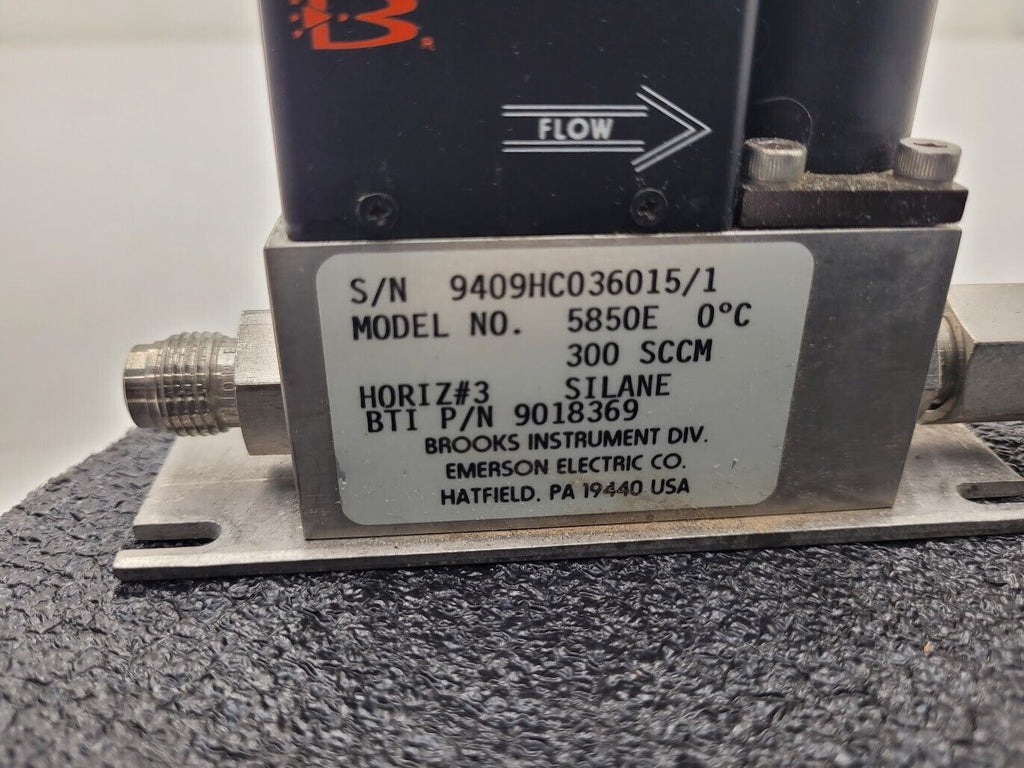 B
FLOW
S/N 9409HC036015/1
MODEL NO. 5850E 0°C
300 SCCM
HORIZ#3 SILANE
BTI P/N 9018369
BROOKS INSTRUMENT DIV.
EMERSON ELECTRIC CO.
HATFIELD, PA 19440 USA